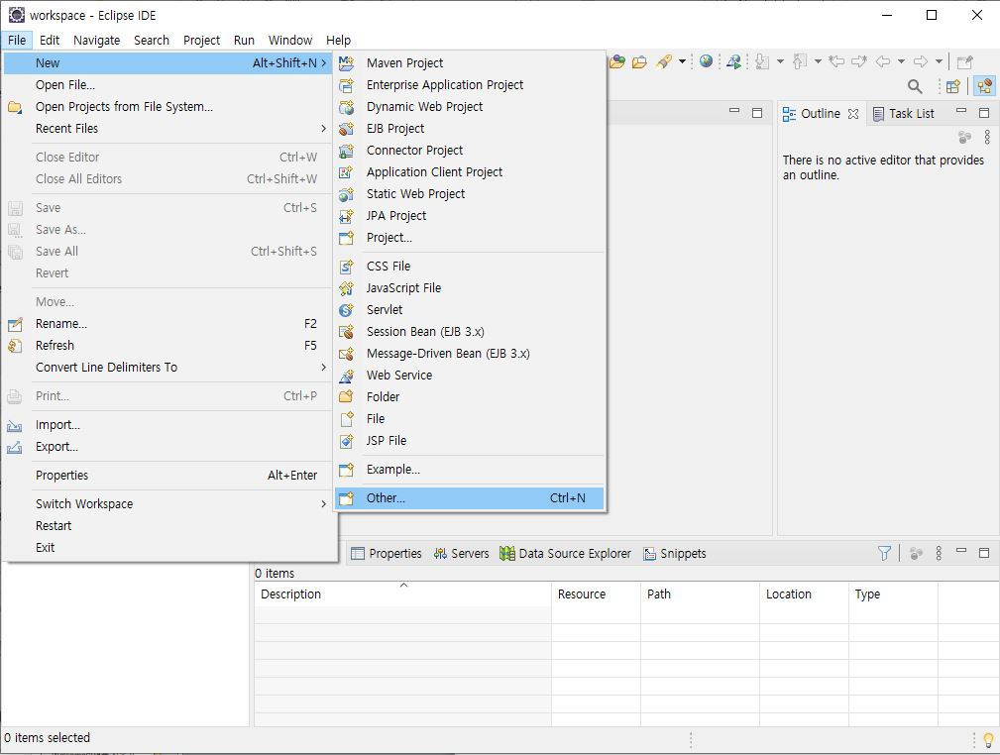 workspace - Eclipse IDE
File Edit Navigate Search Project Run Window Help
New Alt+Shift+N
Open File...
Open Projects from File System...
Recent Files
Close Editor Ctrl+W
Close All Editors Ctrl+Shift+W
Save Ctrl+S
Save As...
Save All Ctrl+Shift+S
Revert
Move...
Rename... F2
Refresh F5
Convert Line Delimiters To
Print... Ctrl+P
Import...
Export...
Properties Alt+Enter
Switch Workspace
Restart
Exit
Maven Project
Enterprise Application Project
Dynamic Web Project
EJB Project
Connector Project
Application Client Project
Static Web Project
JPA Project
Project...
CSS File
JavaScript File
Servlet
Session Bean (EJB 3.x)
Message-Driven Bean (EJB 3.x)
Web Service
Folder
File
JSP File
Example...
Other... Ctrl+N
Outline Task List
There is no active editor that provides
an outline.
Properties Servers Data Source Explorer Snippets
0 items
Description Resource Path Location Type
0 items selected